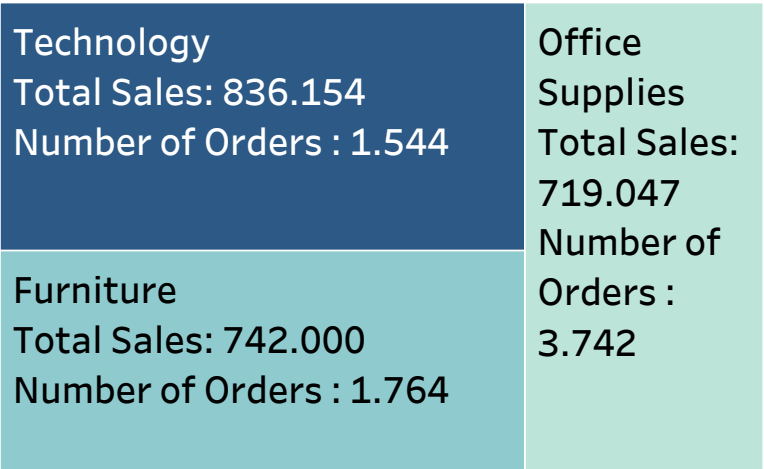 Technology
Total Sales: 836.154
Number of Orders : 1.544
Furniture
Total Sales: 742.000
Number of Orders : 1.764
Office
Supplies
Total Sales:
719.047
Number of
Orders :
3.742